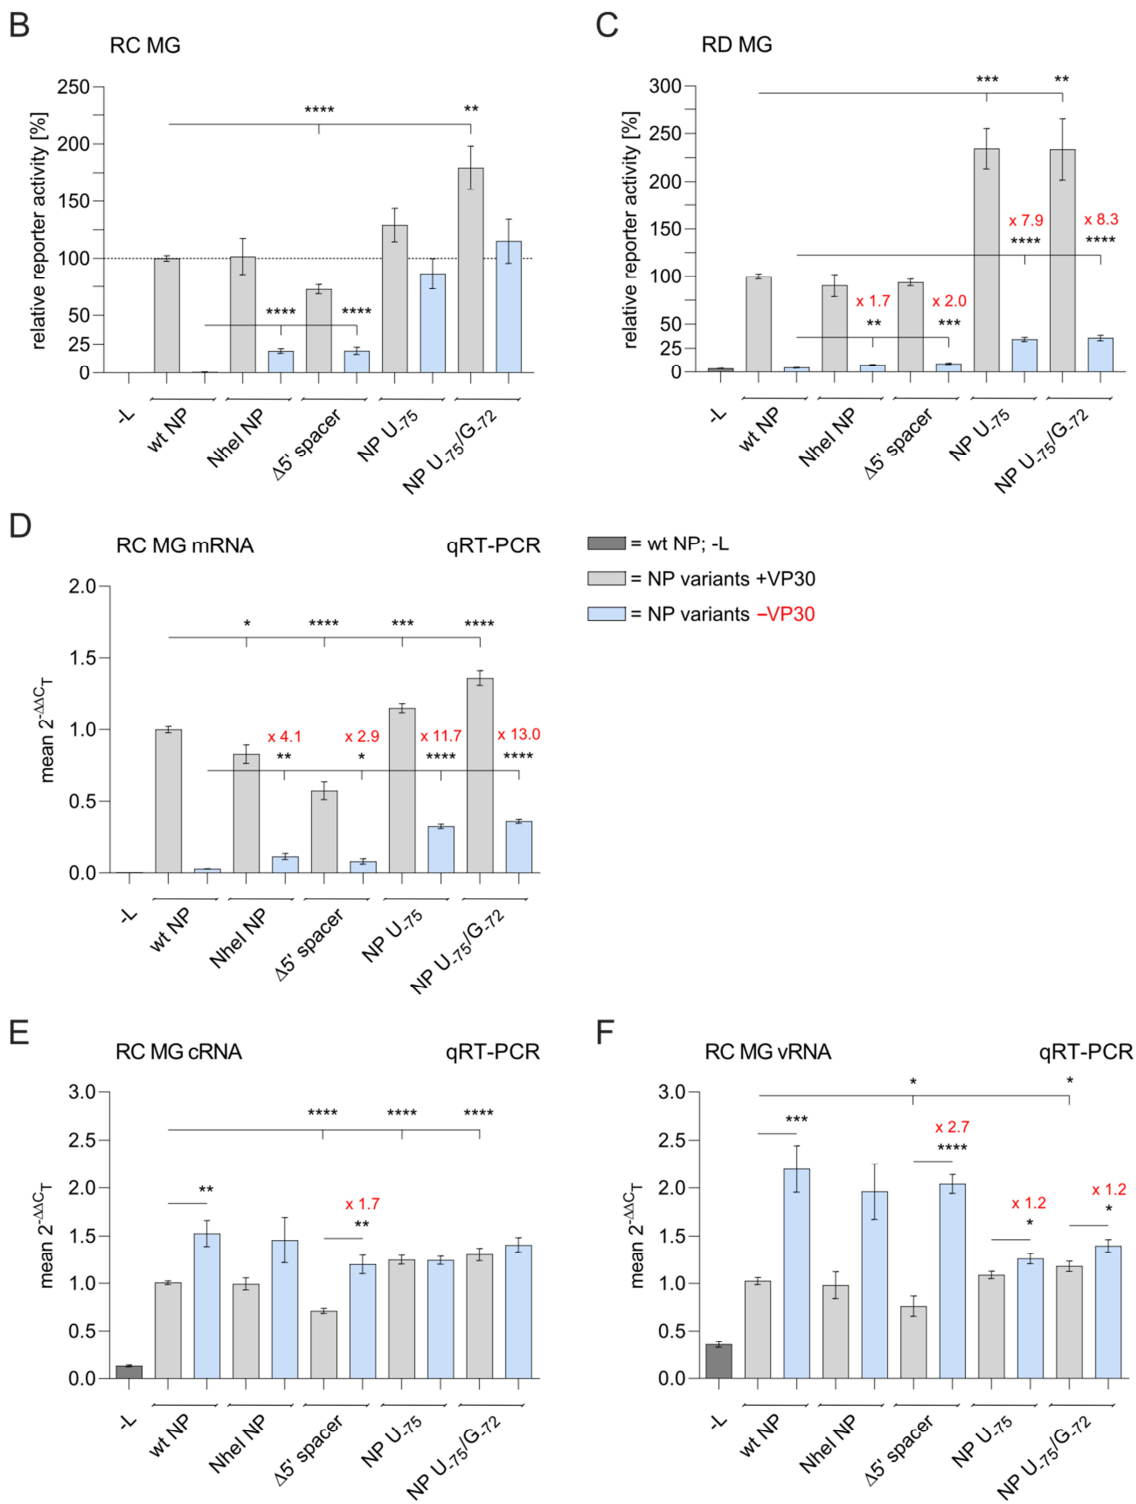 B
RC MG
relative reporter activity [%]
250
200
150
100
75
50
25
0
****
**
****
****
-L
wt NP
NheI NP
Δ5' spacer
NP U-75
NP U-75/G-72
C
RD MG
relative reporter activity [%]
300
250
200
150
100
50
25
0
***
**
x 7.9
****
x 8.3
****
x 1.7
**
x 2.0
***
-L
wt NP
NheI NP
Δ5' spacer
NP U-75
NP U-75/G-72
D
RC MG mRNA
qRT-PCR
mean 2-ΔΔCT
2.0
1.5
1.0
0.5
0.0
*
****
***
****
x 4.1
**
x 2.9
*
x 11.7
****
x 13.0
****
-L
wt NP
NheI NP
Δ5' spacer
NP U-75
NP U-75/G-72
= wt NP; -L
= NP variants +VP30
= NP variants –VP30
E
RC MG cRNA
qRT-PCR
mean 2-ΔΔCT
3.0
2.5
2.0
1.5
1.0
0.5
0.0
****
****
****
**
x 1.7
**
-L
wt NP
NheI NP
Δ5' spacer
NP U-75
NP U-75/G-72
F
RC MG vRNA
qRT-PCR
mean 2-ΔΔCT
3.0
2.5
2.0
1.5
1.0
0.5
0.0
*
*
***
x 2.7
****
x 1.2
*
x 1.2
*
-L
wt NP
NheI NP
Δ5' spacer
NP U-75
NP U-75/G-72